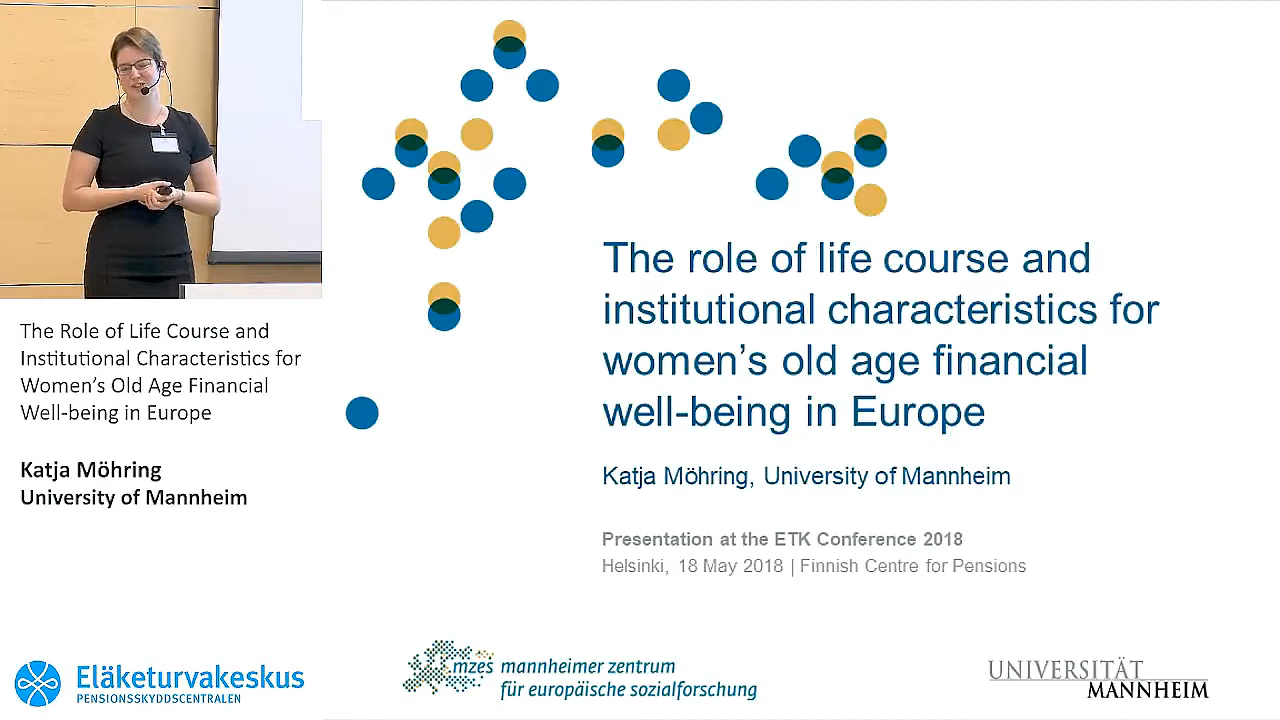 The Role of Life Course and
Institutional Characteristics for
Women's Old Age Financial
Well-being in Europe
Katja Möhring
University of Mannheim
Eläketurvakeskus
PENSIONSSKYDDSCENTRALEN
The role of life course and
institutional characteristics for
women's old age financial
well-being in Europe
Katja Möhring, University of Mannheim
Presentation at the ETK Conference 2018
Helsinki, 18 May 2018 | Finnish Centre for Pensions
mzes mannheimer zentrum
für europäische sozialforschung
UNIVERSITÄT
MANNHEIM